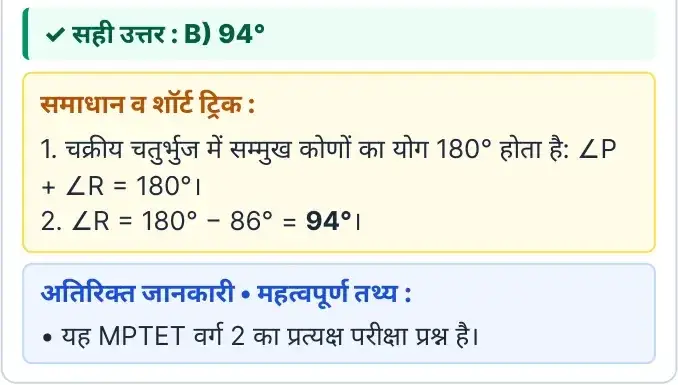 ✓ सही उत्तर : B) 94°
समाधान व शॉर्ट ट्रिक :
1. चक्रीय चतुर्भुज में सम्मुख कोणों का योग 180° होता है: ∠P
+ ∠R = 180°।
2. ∠R = 180° − 86° = 94°।
अतिरिक्त जानकारी • महत्वपूर्ण तथ्य :
• यह MPTET वर्ग 2 का प्रत्यक्ष परीक्षा प्रश्न है।